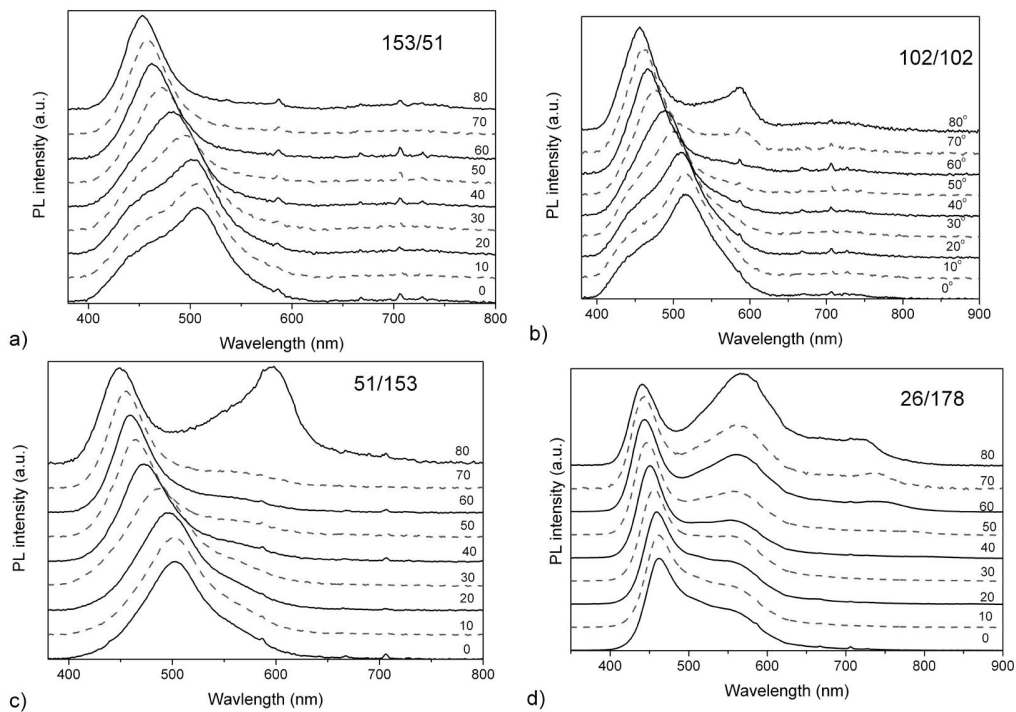 153/51
PL intensity (a.u.)
80
70
60
50
40
30
20
10
0
400 500 600 700 800
Wavelength (nm)
a)
102/102
PL intensity (a.u.)
80°
70°
60°
50°
40°
30°
20°
10°
0°
400 500 600 700 800 900
Wavelength (nm)
b)
51/153
PL intensity (a.u.)
80
70
60
50
40
30
20
10
0
400 500 600 700 800
Wavelength (nm)
c)
26/178
PL intensity (a.u.)
80
70
60
50
40
30
20
10
0
400 500 600 700 800 900
Wavelength (nm)
d)